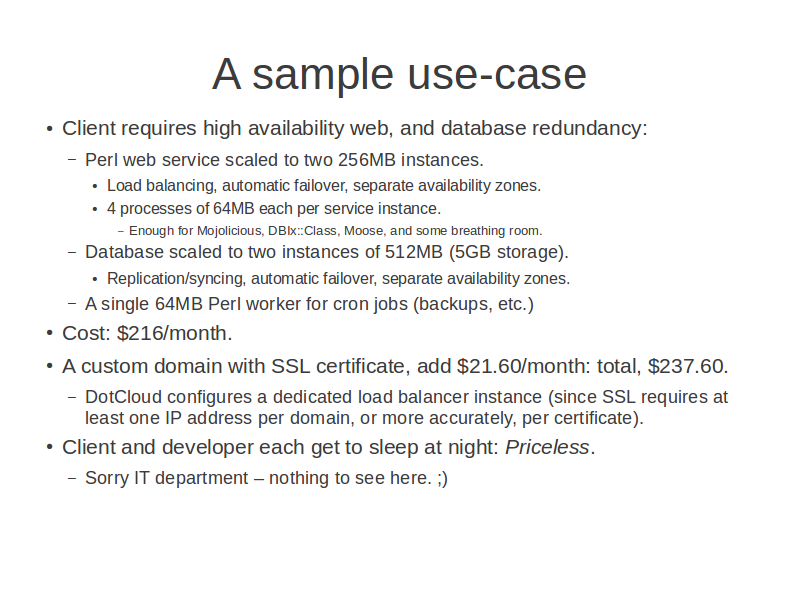 A sample use-case
• Client requires high availability web, and database redundancy:
– Perl web service scaled to two 256MB instances.
• Load balancing, automatic failover, separate availability zones.
• 4 processes of 64MB each per service instance.
– Enough for Mojolicious, DBIx::Class, Moose, and some breathing room.
– Database scaled to two instances of 512MB (5GB storage).
• Replication/syncing, automatic failover, separate availability zones.
– A single 64MB Perl worker for cron jobs (backups, etc.)
• Cost: $216/month.
• A custom domain with SSL certificate, add $21.60/month: total, $237.60.
– DotCloud configures a dedicated load balancer instance (since SSL requires at
least one IP address per domain, or more accurately, per certificate).
• Client and developer each get to sleep at night: Priceless.
– Sorry IT department – nothing to see here. ;)